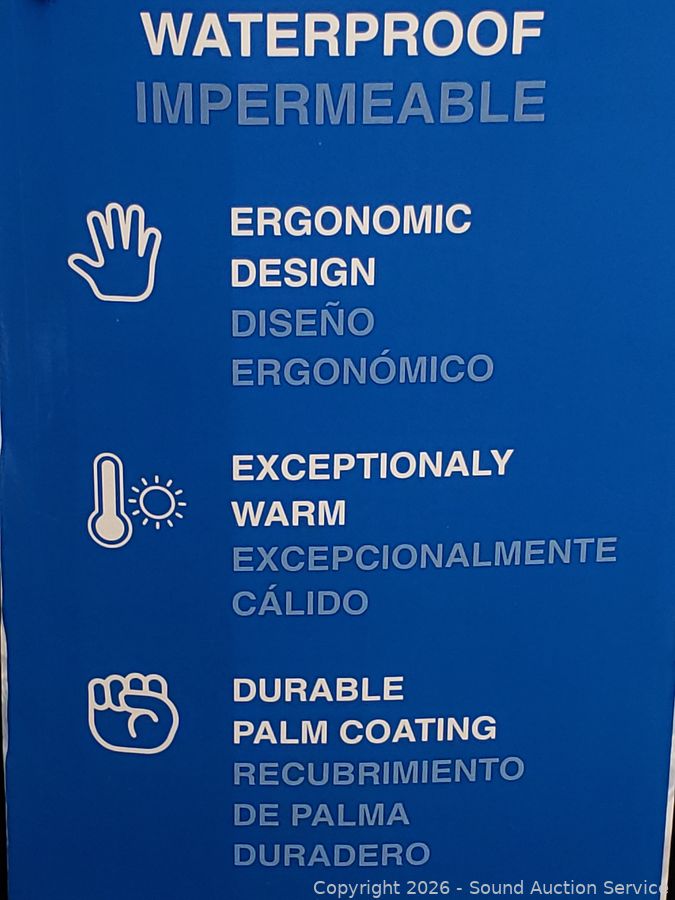 WATERPROOF
IMPERMEABLE
ERGONOMIC
DESIGN
DISEÑO
ERGONÓMICO
EXCEPTIONALY
WARM
EXCEPCIONALMENTE
CÁLIDO
DURABLE
PALM COATING
RECUBRIMIENTO
DE PALMA
DURADERO
Copyright 2026 - Sound Auction Service